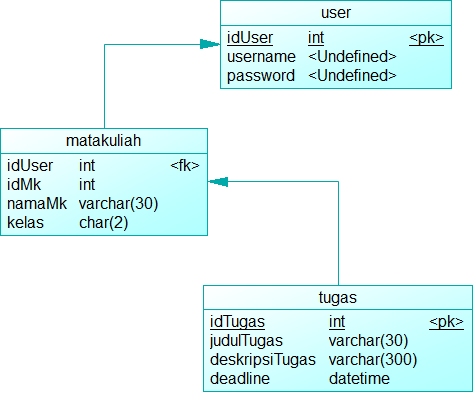 user
idUser int <pk>
username <Undefined>
password <Undefined>
matakuliah
idUser int <fk>
idMk int
namaMk varchar(30)
kelas char(2)
tugas
idTugas int <pk>
judulTugas varchar(30)
deskripsiTugas varchar(300)
deadline datetime